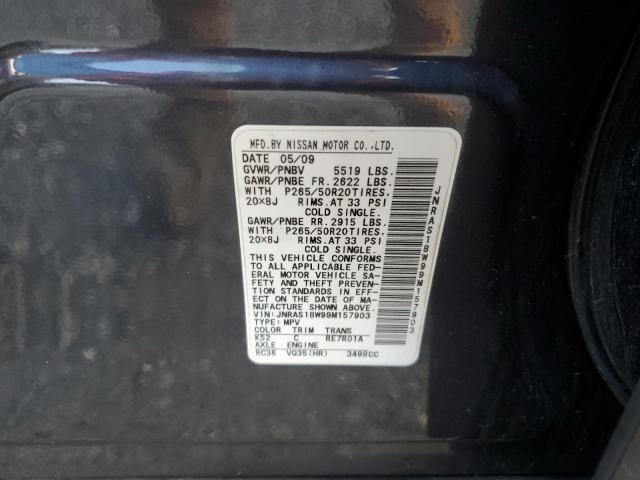 MFD.BY NISSAN MOTOR CO.,LTD.
DATE 05/09
GVWR/PNBV 5519 LBS.
GAWR/PNBE FR. 2622 LBS.
WITH P265/50R20TIRES.
20×8J RIMS.AT 33 PSI
COLD SINGLE.
GAWR/PNBE RR. 2915 LBS.
WITH P265/50R20TIRES.
20×8J RIMS.AT 33 PSI
COLD SINGLE.
THIS VEHICLE CONFORMS
TO ALL APPLICABLE FED-
ERAL MOTOR VEHICLE SA-
FETY AND THEFT PREVEN-
TION STANDARDS IN EFF-
ECT ON THE DATE OF MA-
NUFACTURE SHOWN ABOVE.
VIN:JNRAS18W99M157903
TYPE:MPV
COLOR TRIM TRANS
K52 C RE7R01A
AXLE ENGINE
RC36 VQ35(HR) 3498CC
JNRAS18W99M157903